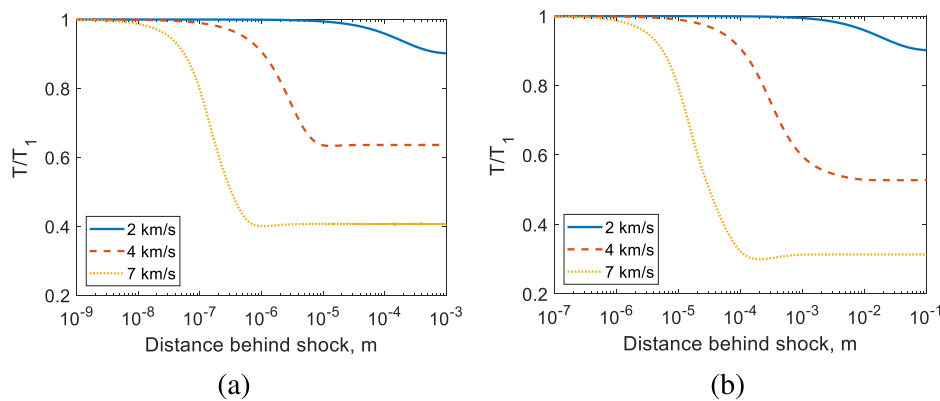 1
0.8
0.6
0.4
0.2
T/T1
2 km/s
4 km/s
7 km/s
10-9 10-8 10-7 10-6 10-5 10-4 10-3
Distance behind shock, m
(a)
1
0.8
0.6
0.4
0.2
T/T1
2 km/s
4 km/s
7 km/s
10-7 10-6 10-5 10-4 10-3 10-2 10-1
Distance behind shock, m
(b)